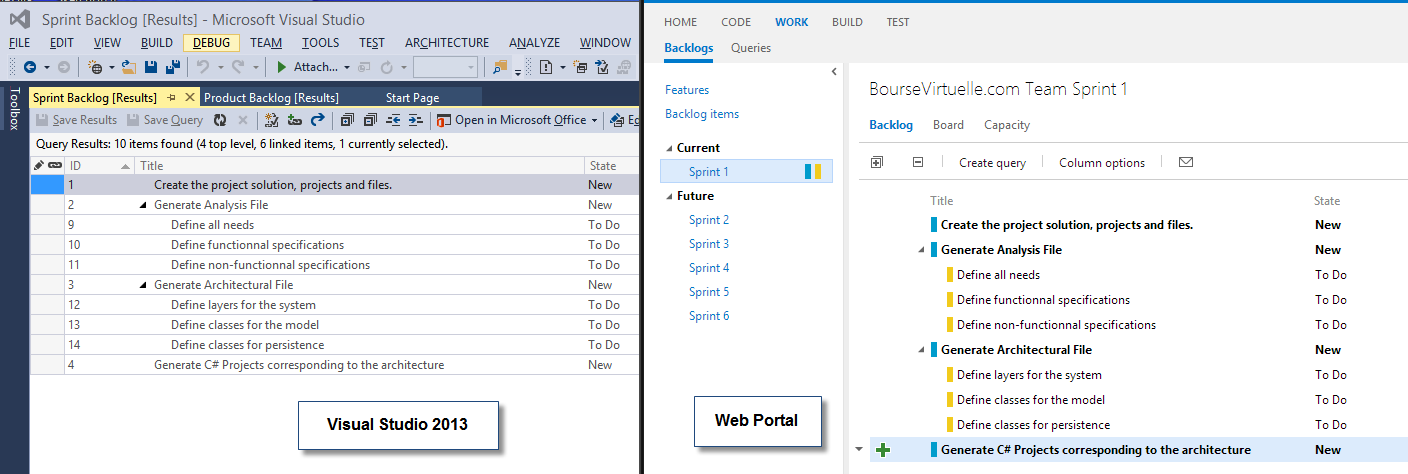 Sprint Backlog [Results] - Microsoft Visual Studio
FILE EDIT VIEW BUILD DEBUG TEAM TOOLS TEST ARCHITECTURE ANALYZE WINDOW
Attach...
Toolbox
Sprint Backlog [Results] Product Backlog [Results] Start Page
Save Results Save Query Open in Microsoft Office
Query Results: 10 items found (4 top level, 6 linked items, 1 currently selected).
ID Title State
1 Create the project solution, projects and files. New
2 Generate Analysis File New
9 Define all needs To Do
10 Define functionnal specifications To Do
11 Define non-functionnal specifications To Do
3 Generate Architectural File New
12 Define layers for the system To Do
13 Define classes for the model To Do
14 Define classes for persistence To Do
4 Generate C# Projects corresponding to the architecture New
Visual Studio 2013
HOME CODE WORK BUILD TEST
Backlogs Queries
Features
Backlog items
Current
Sprint 1
Future
Sprint 2
Sprint 3
Sprint 4
Sprint 5
Sprint 6
Web Portal
BourseVirtuelle.com Team Sprint 1
Backlog Board Capacity
Create query Column options
Title State
Create the project solution, projects and files. New
Generate Analysis File New
Define all needs To Do
Define functionnal specifications To Do
Define non-functionnal specifications To Do
Generate Architectural File New
Define layers for the system To Do
Define classes for the model To Do
Define classes for persistence To Do
Generate C# Projects corresponding to the architecture New